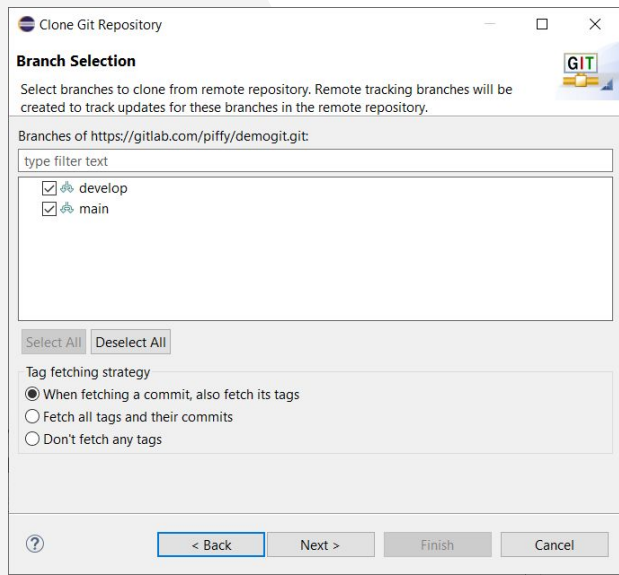 Clone Git Repository
Branch Selection
GIT
Select branches to clone from remote repository. Remote tracking branches will be
created to track updates for these branches in the remote repository.
Branches of https://gitlab.com/piffy/demogit.git:
type filter text
develop
main
Select All Deselect All
Tag fetching strategy
When fetching a commit, also fetch its tags
Fetch all tags and their commits
Don't fetch any tags
? < Back Next > Finish Cancel